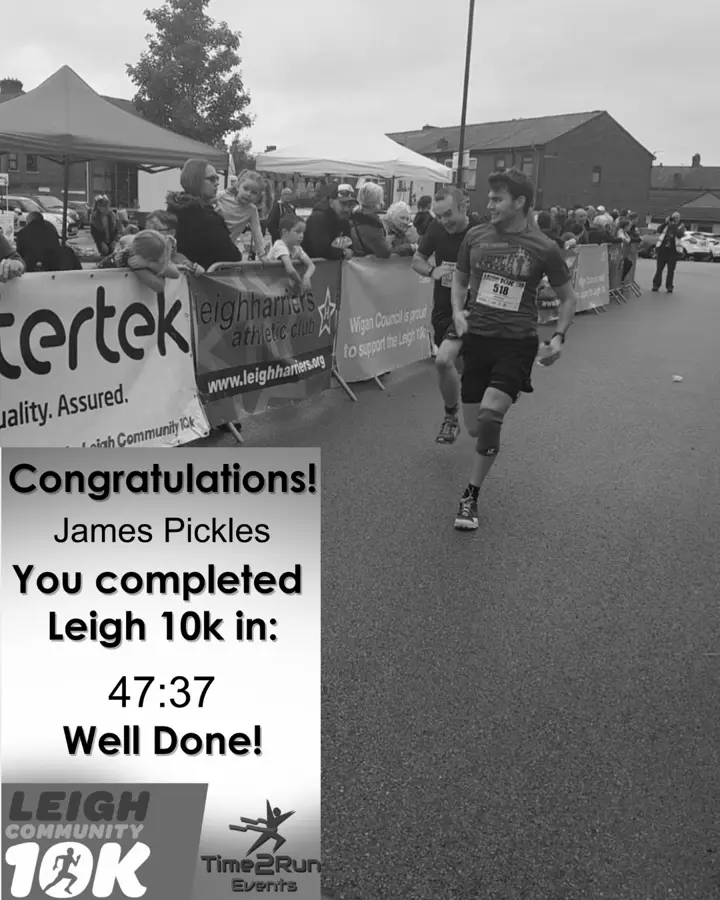 tertek
uality. Assured.
Leigh Community 10k
leighharriers
athletic club
www.leighharriers.org
Wigan Council is proud
to support the Leigh 10k
LEIGH 10K
518
Congratulations!
James Pickles
You completed
Leigh 10k in:
47:37
Well Done!
LEIGH
COMMUNITY
10K
Time2Run
Events